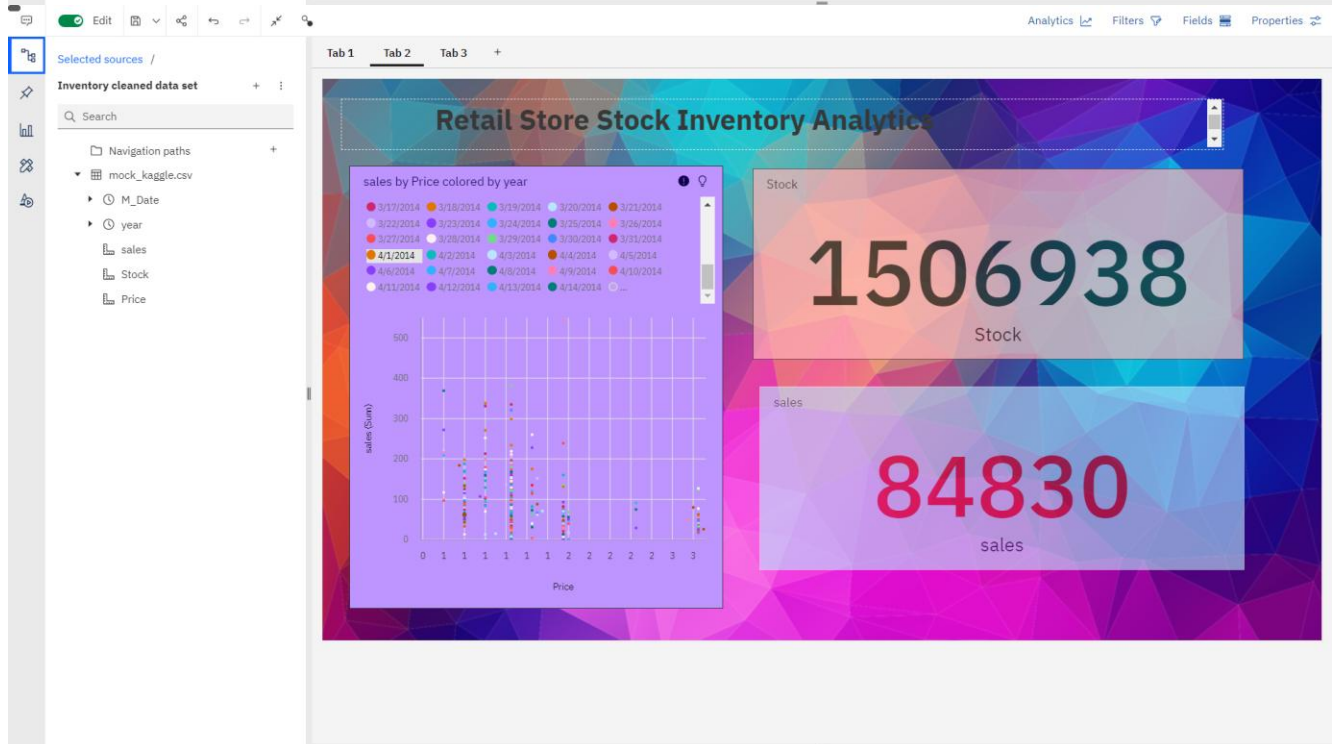 Edit
Analytics
Filters
Fields
Properties
Selected sources /
Inventory cleaned data set
Search
Navigation paths
mock_kaggle.csv
M_Date
year
sales
Stock
Price
Tab 1 Tab 2 Tab 3 +
Retail Store Stock Inventory Analytics
sales by Price colored by year
3/17/2014 3/18/2014 3/19/2014 3/20/2014 3/21/2014
3/22/2014 3/23/2014 3/24/2014 3/25/2014 3/26/2014
3/27/2014 3/28/2014 3/29/2014 3/30/2014 3/31/2014
4/1/2014 4/2/2014 4/3/2014 4/4/2014 4/5/2014
4/6/2014 4/7/2014 4/8/2014 4/9/2014 4/10/2014
4/11/2014 4/12/2014 4/13/2014 4/14/2014 ...
sales (Sum)
500
400
300
200
100
0
0 1 1 1 1 1 1 2 2 2 2 2 3 3
Price
Stock
1506938
Stock
sales
84830
sales